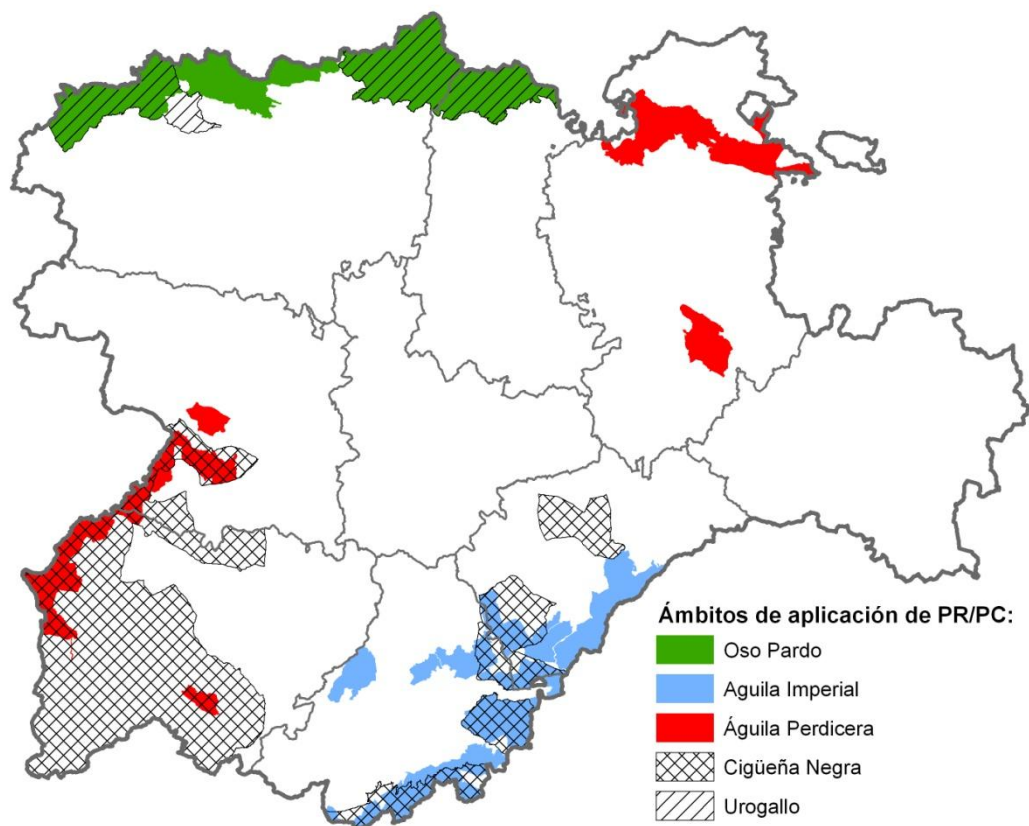 Ámbitos de aplicación de PR/PC:
Oso Pardo
Aguila Imperial
Águila Perdicera
Cigüeña Negra
Urogallo